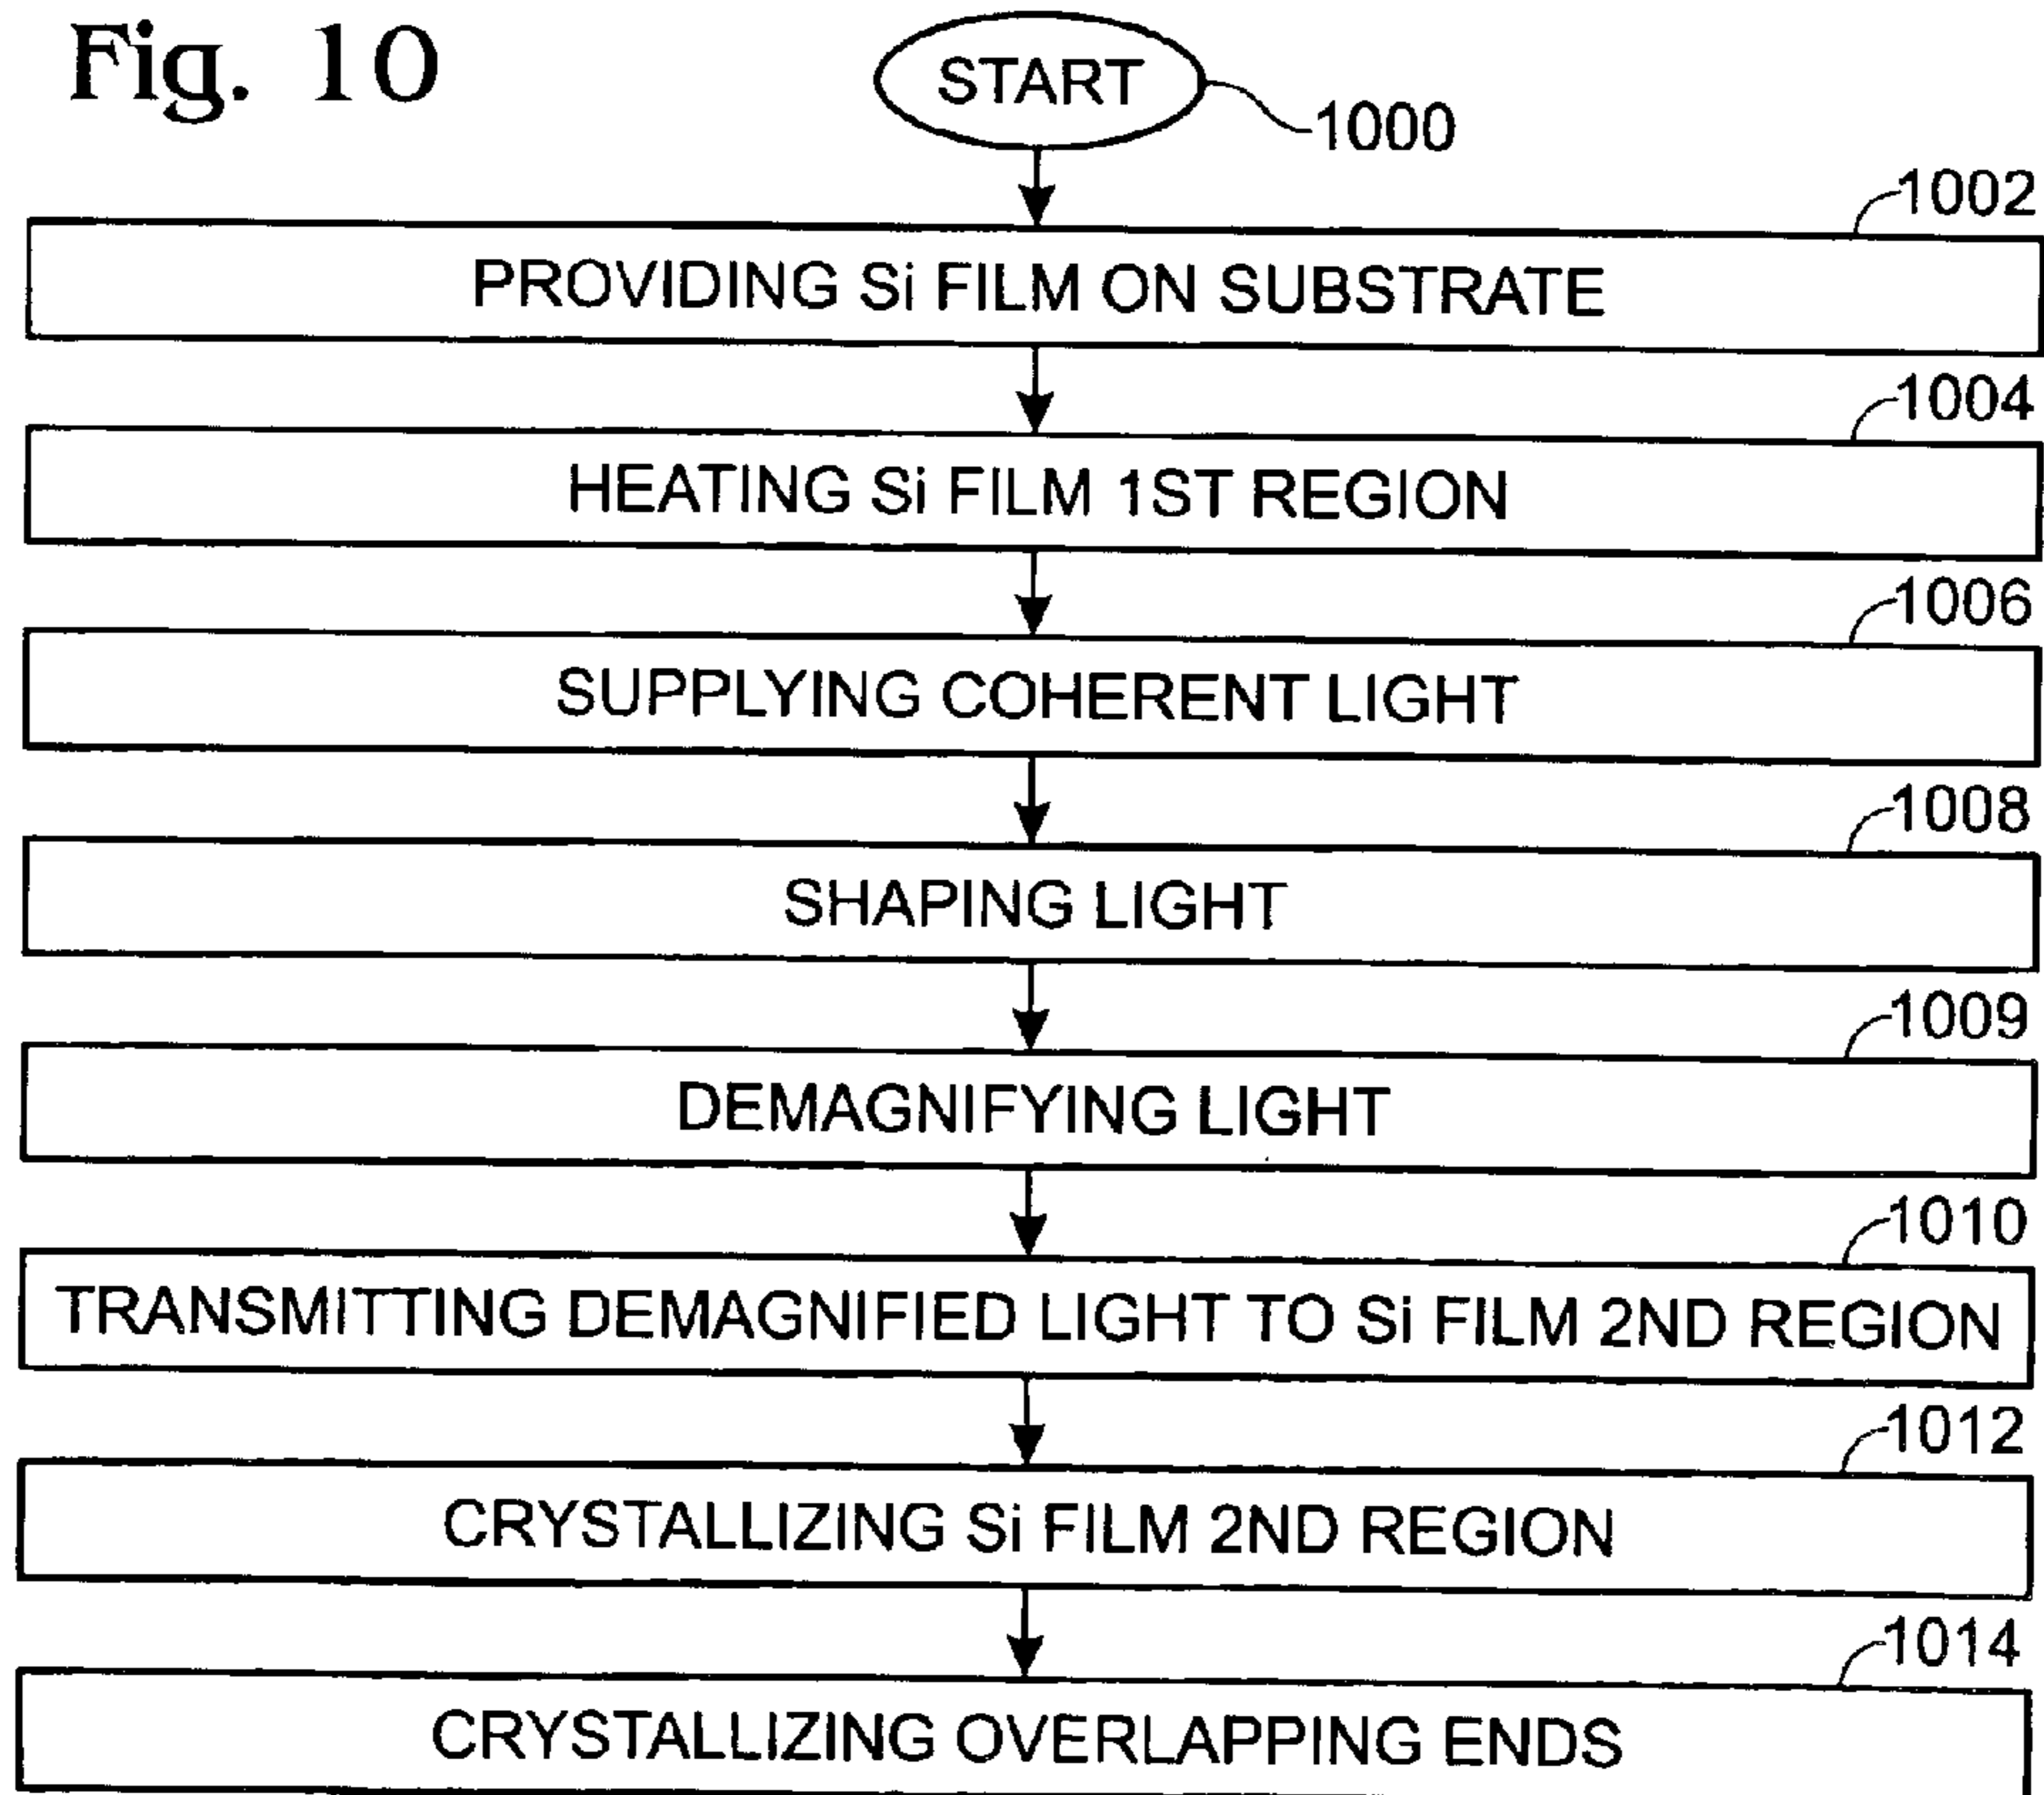 Fig. 10
START
1000
1002
PROVIDING Si FILM ON SUBSTRATE
1004
HEATING Si FILM 1ST REGION
1006
SUPPLYING COHERENT LIGHT
1008
SHAPING LIGHT
1009
DEMAGNIFYING LIGHT
1010
TRANSMITTING DEMAGNIFIED LIGHT TO Si FILM 2ND REGION
1012
CRYSTALLIZING Si FILM 2ND REGION
1014
CRYSTALLIZING OVERLAPPING ENDS